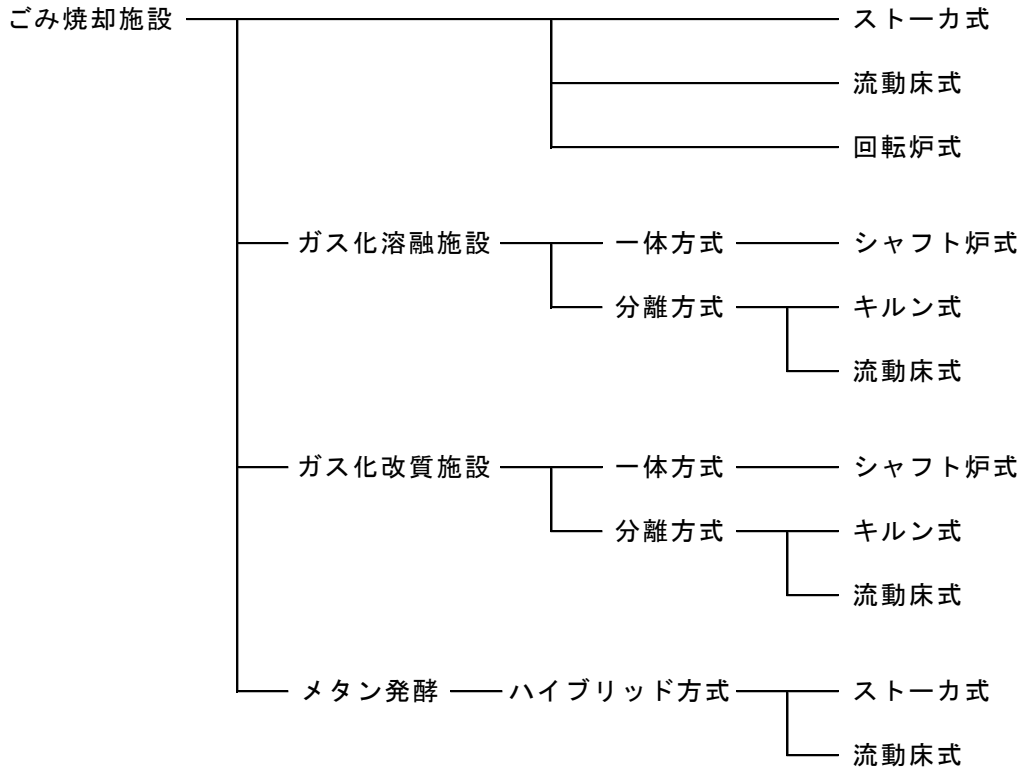 ごみ焼却施設 ストーカ式
流動床式
回転炉式
ガス化溶融施設 一体方式 シャフト炉式
分離方式 キルン式
流動床式
ガス化改質施設 一体方式 シャフト炉式
分離方式 キルン式
流動床式
メタン発酵 ハイブリッド方式 ストーカ式
流動床式